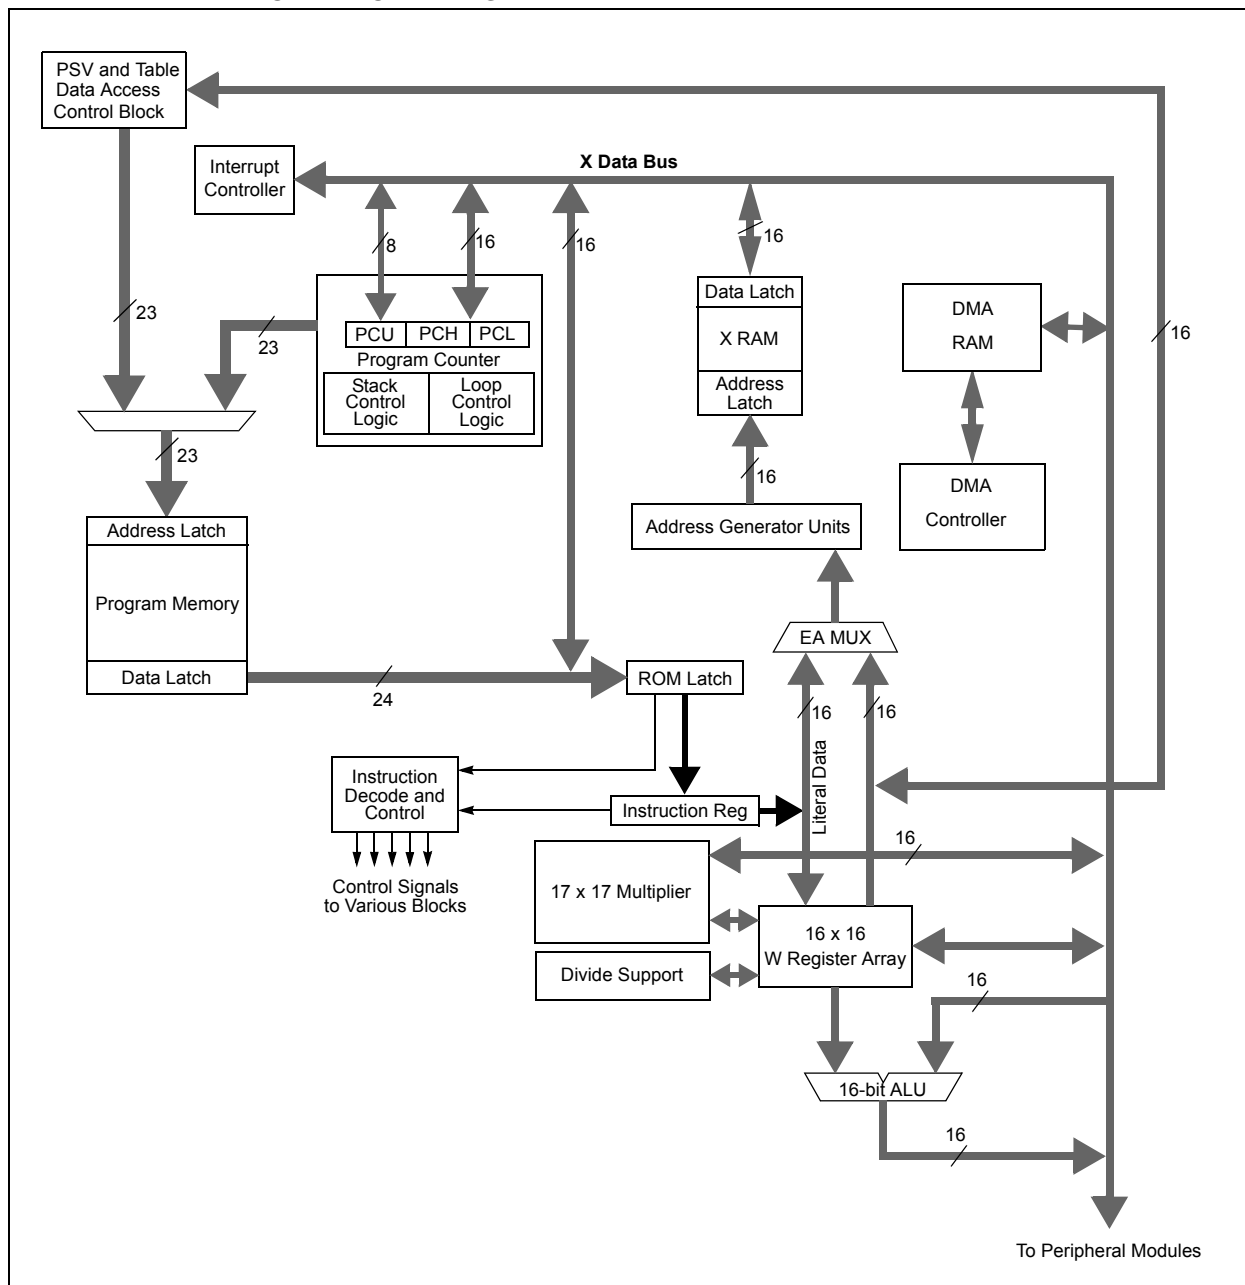 PSV and Table
Data Access
Control Block
Interrupt
Controller
X Data Bus
8
16
16
16
23
23
16
PCU
PCH
PCL
Program Counter
Stack
Control
Logic
Loop
Control
Logic
Data Latch
X RAM
Address
Latch
DMA
RAM
23
16
DMA
Controller
Address Latch
Program Memory
Data Latch
Address Generator Units
EA MUX
24
ROM Latch
16
16
Literal Data
Instruction
Decode and
Control
Instruction Reg
Control Signals
to Various Blocks
16
17 x 17 Multiplier
16 x 16
W Register Array
Divide Support
16
16-bit ALU
16
To Peripheral Modules